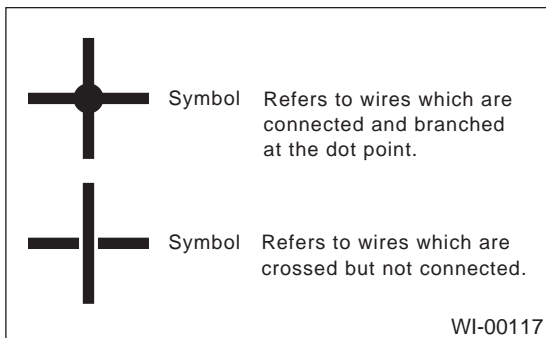 Symbol Refers to wires which are
connected and branched
at the dot point.
Symbol Refers to wires which are
crossed but not connected.
WI-00117